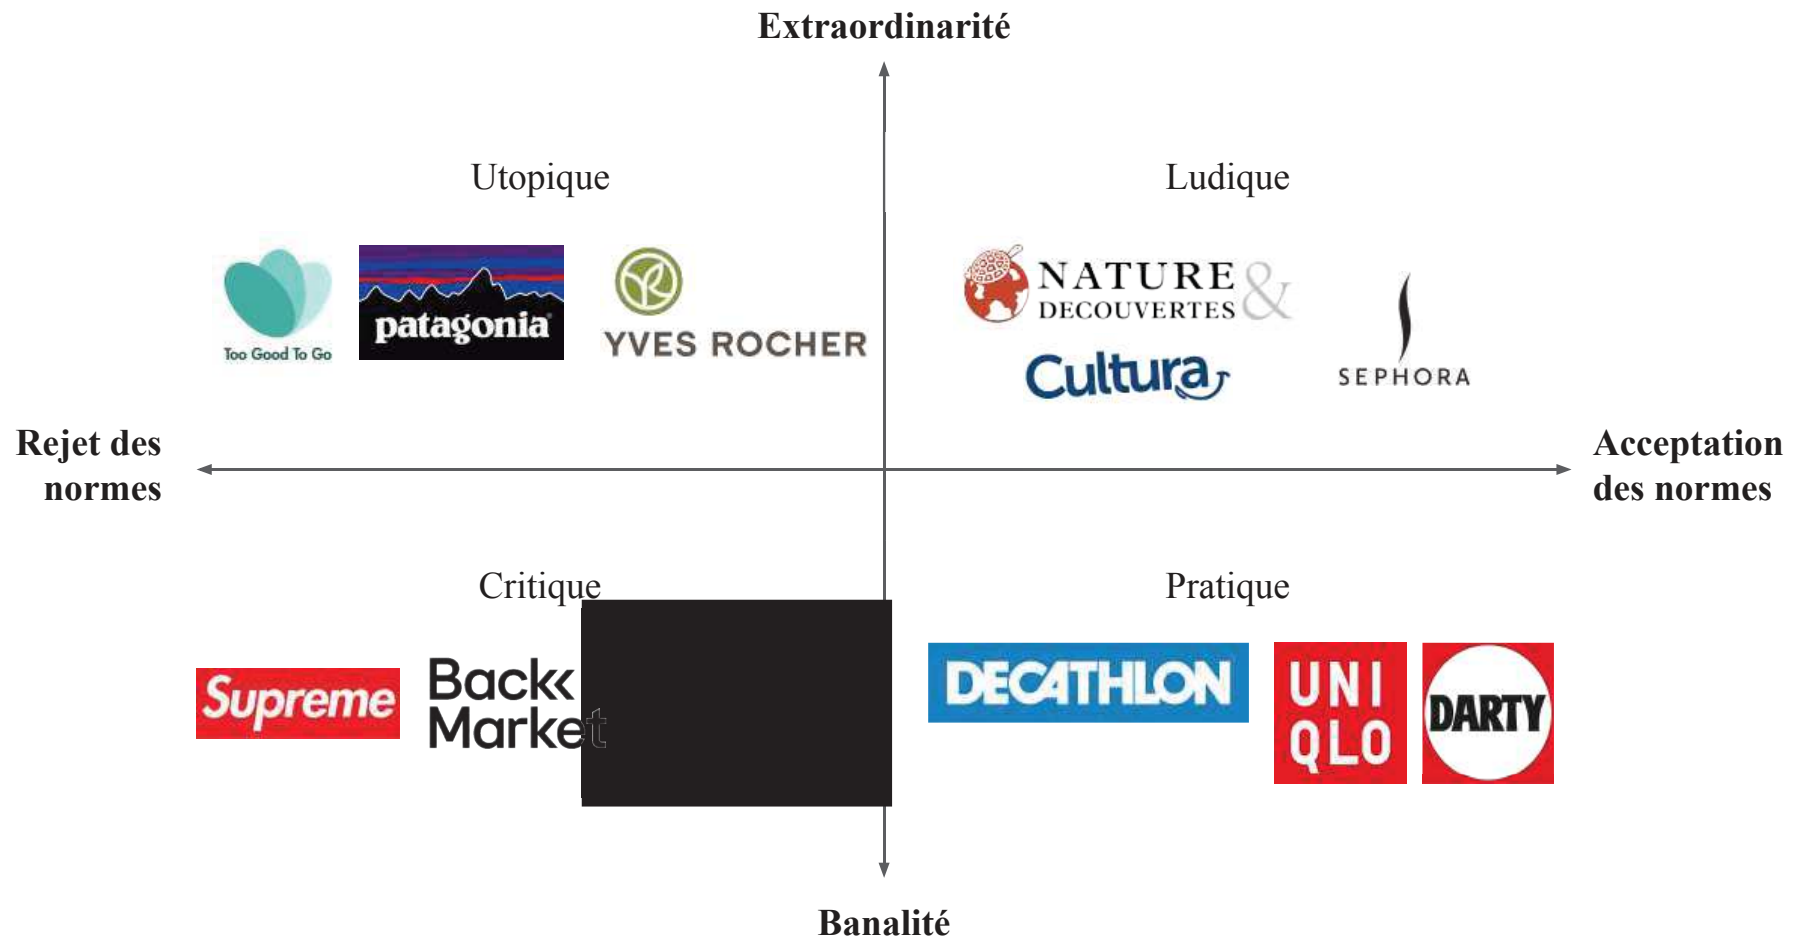 Extraordinarité
Utopique
Ludique
Too Good To Go
patagonia
YVES ROCHER
NATURE &
DECOUVERTES
Cultura
SEPHORA
Rejet des
normes
Acceptation
des normes
Critique
Pratique
Supreme
Back
Market
DECATHLON
UNI
QLO
DARTY
Banalité